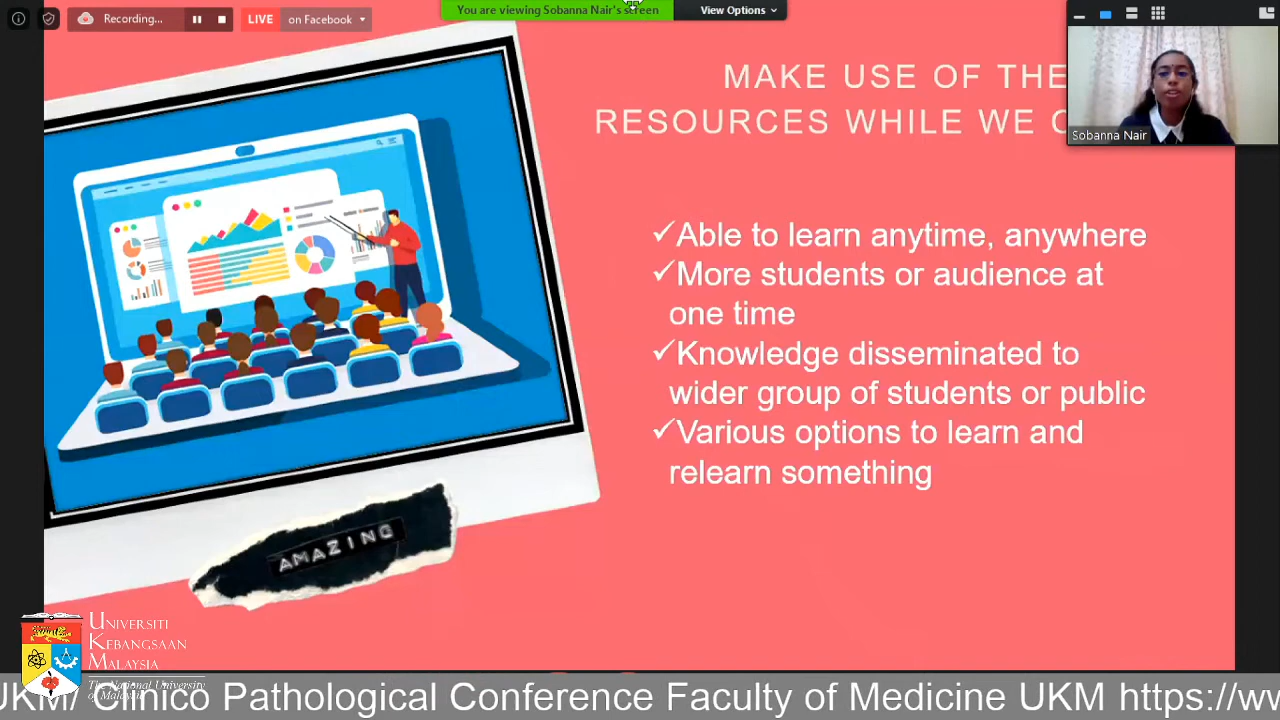 Recording...
LIVE
on Facebook
You are viewing Sobanna Nair's screen
View Options
MAKE USE OF THE
RESOURCES WHILE WE
Sobanna Nair
✓Able to learn anytime, anywhere
✓More students or audience at
one time
✓Knowledge disseminated to
wider group of students or public
✓Various options to learn and
relearn something
AMAZING
UNIVERSITI
KEBANGSAAN
MALAYSIA
The National University
of Malaysia
UKM/ Clinico Pathological Conference Faculty of Medicine UKM https://w